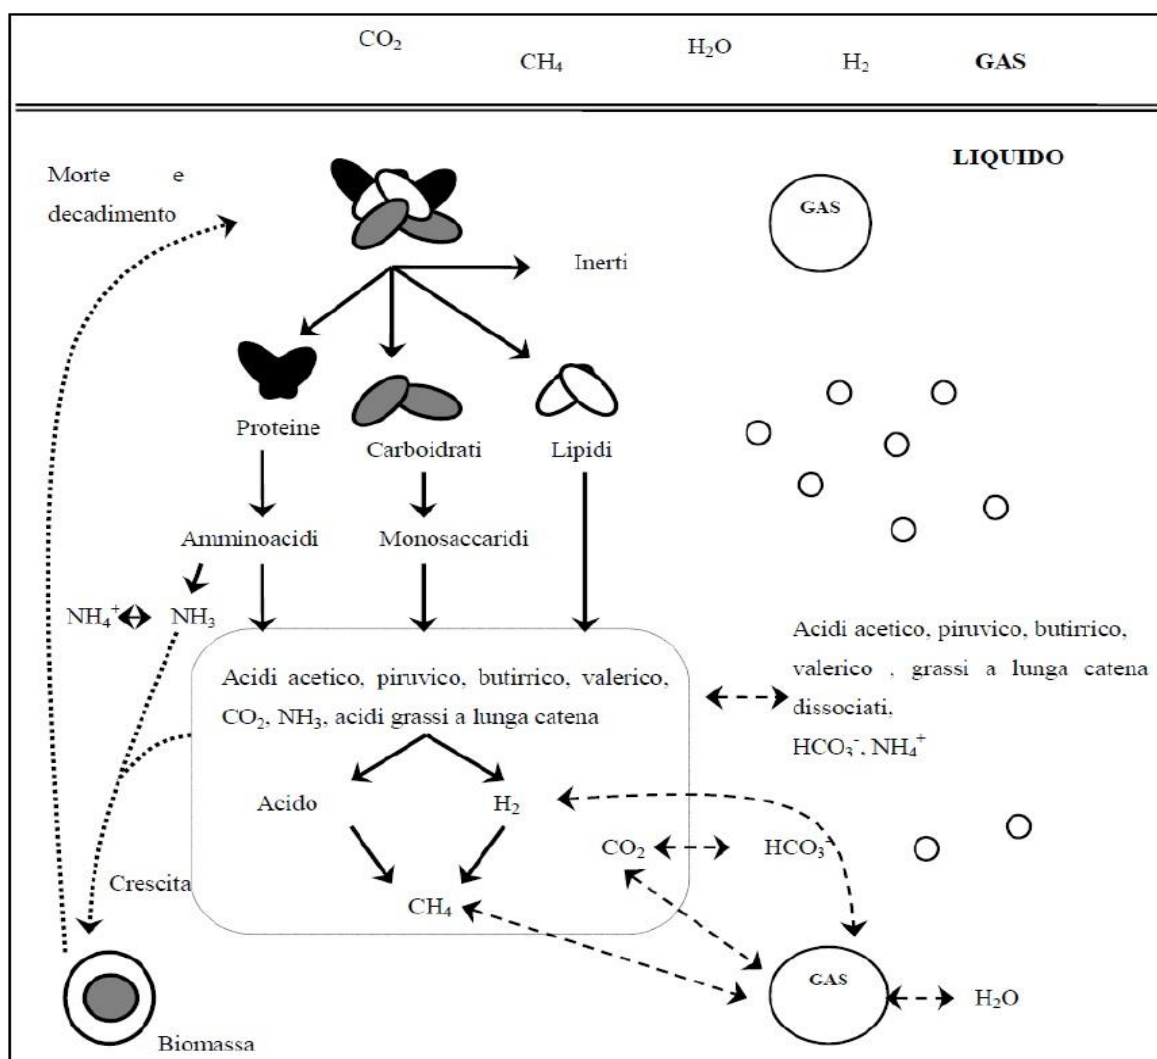 CO₂
CH₄
H₂O
H₂
GAS
LIQUIDO
Morte e
decadimento
GAS
Inerti
Proteine
Carboidrati
Lipidi
Amminoacidi
Monosaccaridi
NH₄⁺
NH₃
Acidi acetico, piruvico, butirrico,
valerico , grassi a lunga catena
dissociati,
HCO₃⁻, NH₄⁺
Acidi acetico, piruvico, butirrico, valerico,
CO₂, NH₃, acidi grassi a lunga catena
Acido
H₂
CO₂
HCO₃⁻
Crescita
CH₄
GAS
H₂O
Biomassa